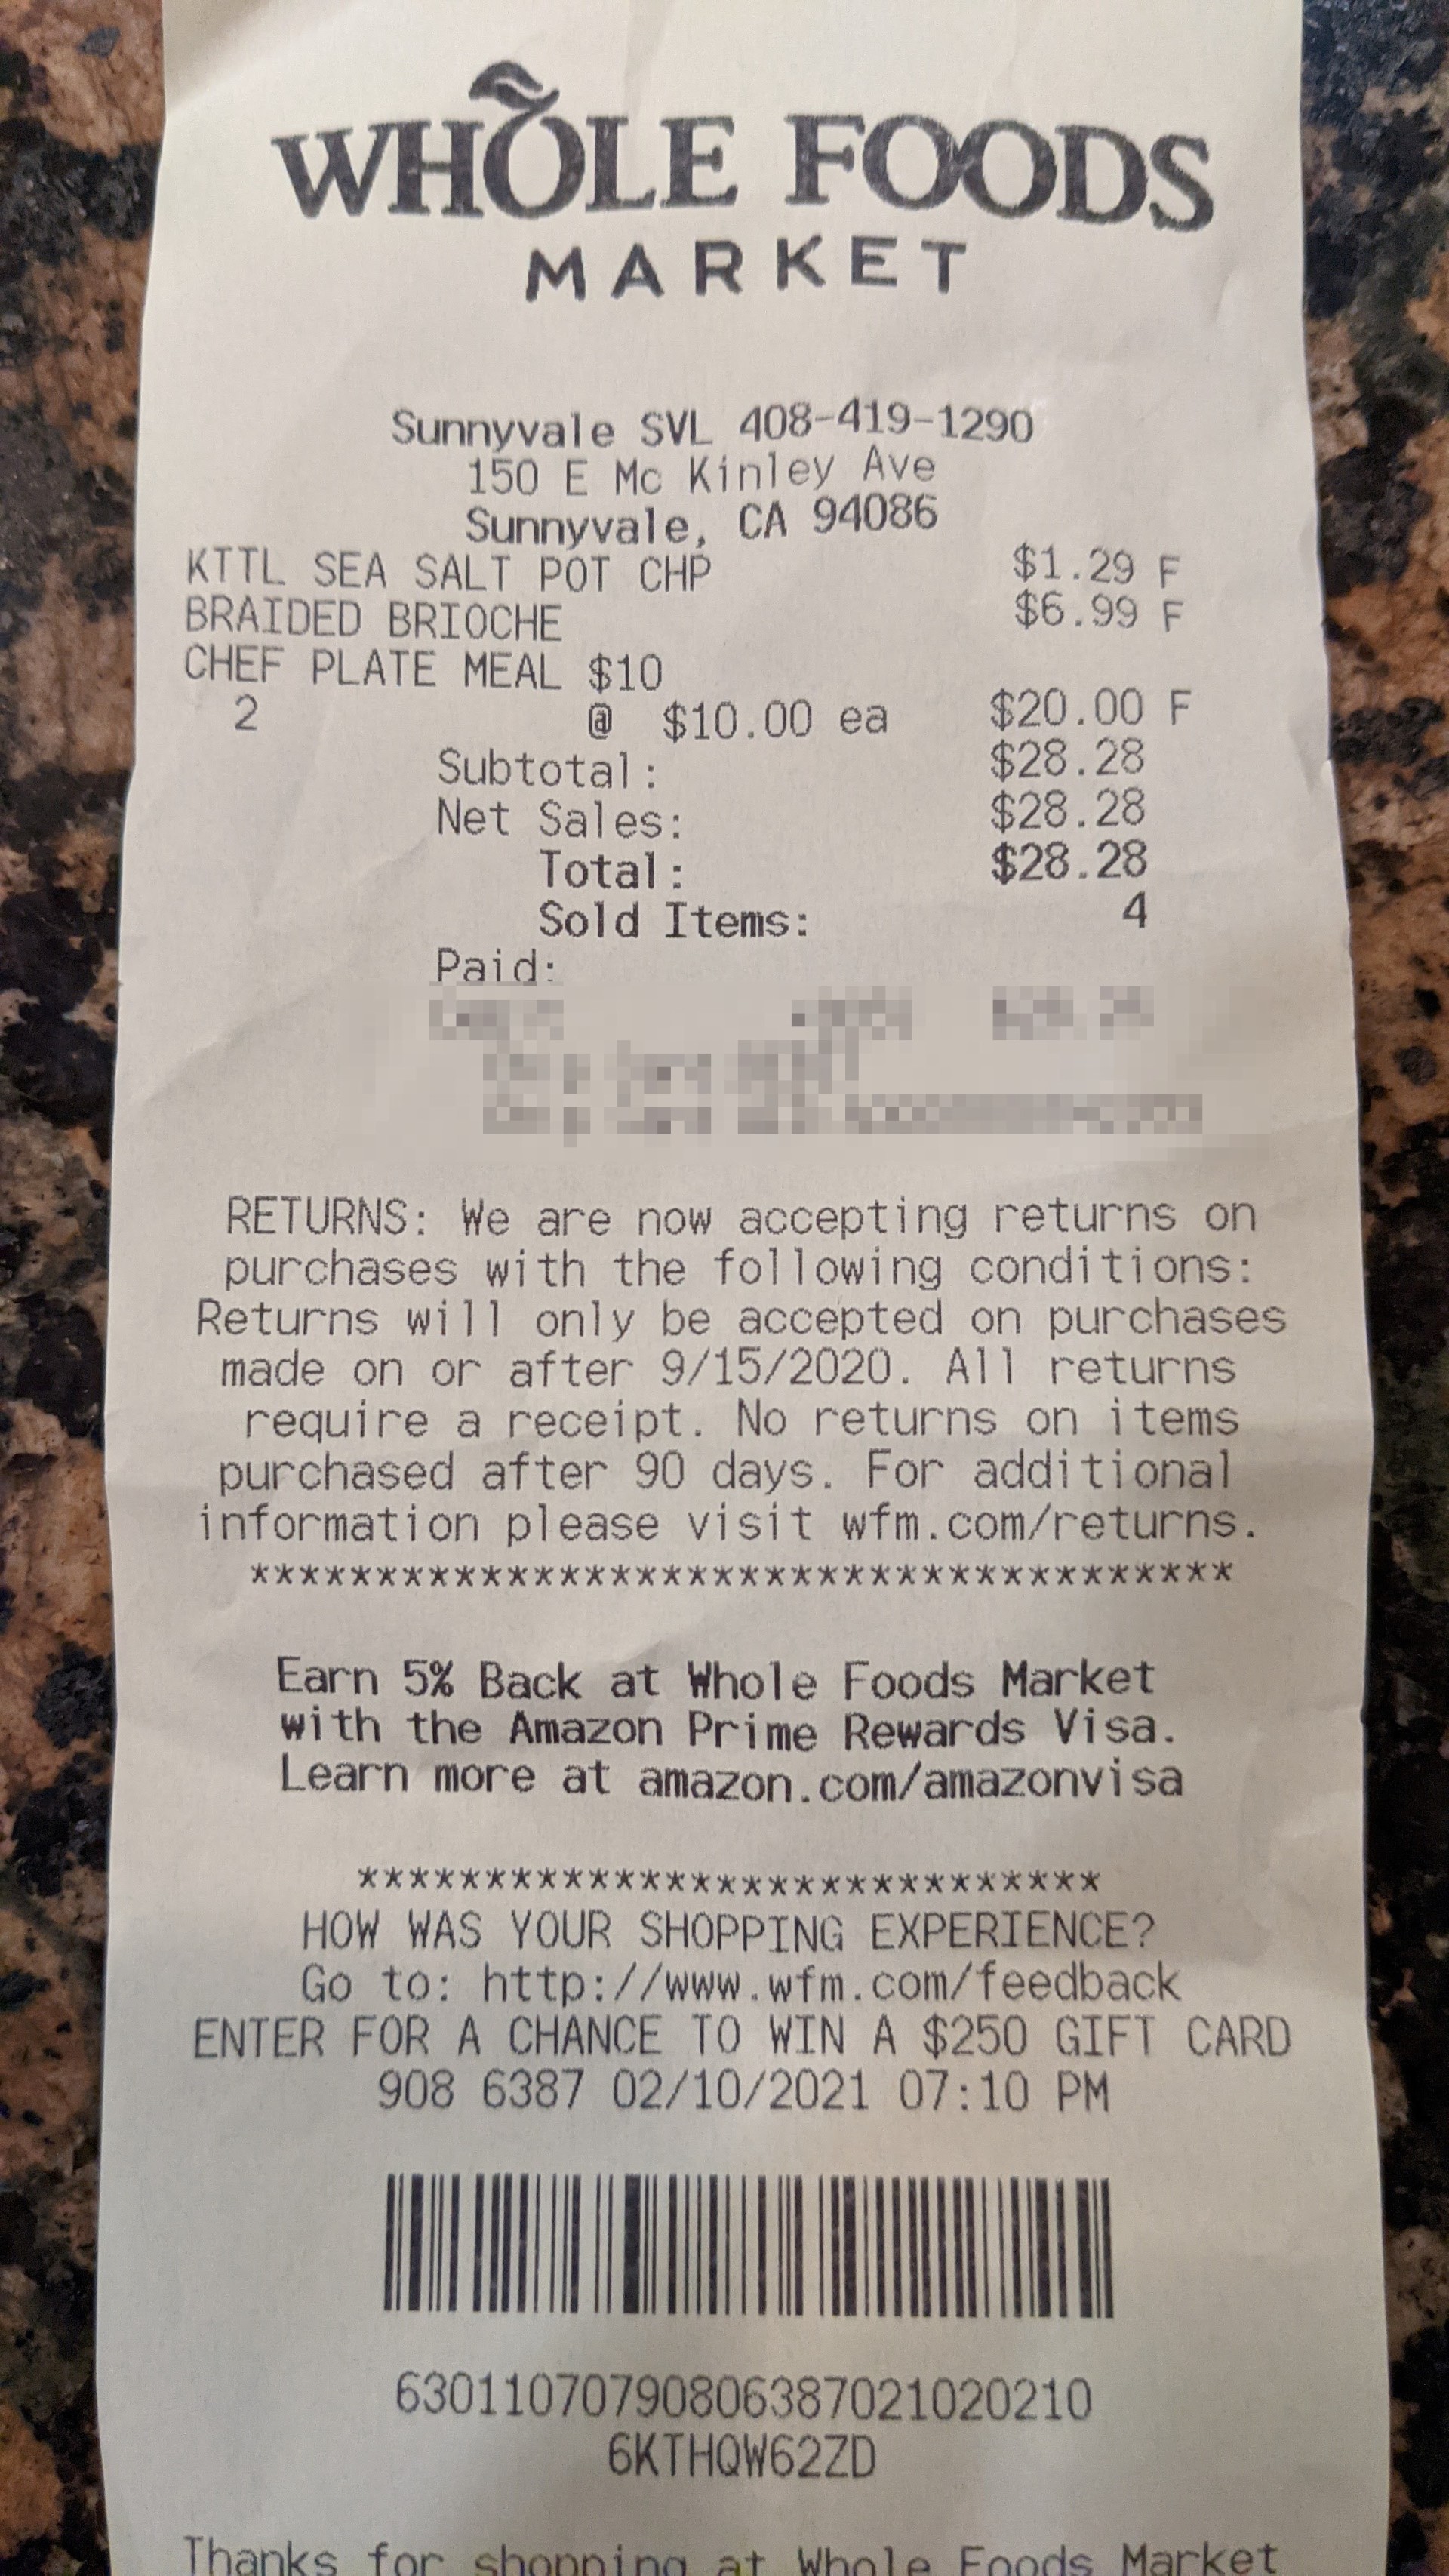 WHOLE FOODS
MARKET
Sunnyvale SVL 408-419-1290
150 E Mc Kinley Ave
Sunnyvale, CA 94086
KTTL SEA SALT POT CHP $1.29 F
BRAIDED BRIOCHE $6.99 F
CHEF PLATE MEAL $10
2 @ $10.00 ea $20.00 F
Subtotal: $28.28
Net Sales: $28.28
Total: $28.28
Sold Items: 4
Paid:
RETURNS: We are now accepting returns on
purchases with the following conditions:
Returns will only be accepted on purchases
made on or after 9/15/2020. All returns
require a receipt. No returns on items
purchased after 90 days. For additional
information please visit wfm.com/returns.
***************************************
Earn 5% Back at Whole Foods Market
with the Amazon Prime Rewards Visa.
Learn more at amazon.com/amazonvisa
*****************************
HOW WAS YOUR SHOPPING EXPERIENCE?
Go to: http://www.wfm.com/feedback
ENTER FOR A CHANCE TO WIN A $250 GIFT CARD
908 6387 02/10/2021 07:10 PM
63011070790806387021020210
6KTHQW62ZD
Thanks for shopping at Whole Foods Market